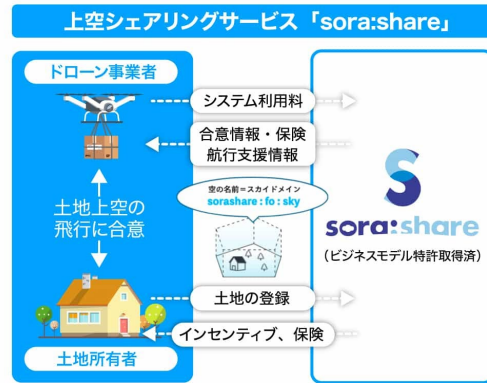 上空シェアリングサービス「sora:share」
ドローン事業者
システム利用料
合意情報・保険
航行支援情報
土地上空の
飛行に合意
空の名前=スカイドメイン
sorashare : fo : sky
S
sora:share
(ビジネスモデル特許取得済)
土地の登録
インセンティブ、保険
土地所有者